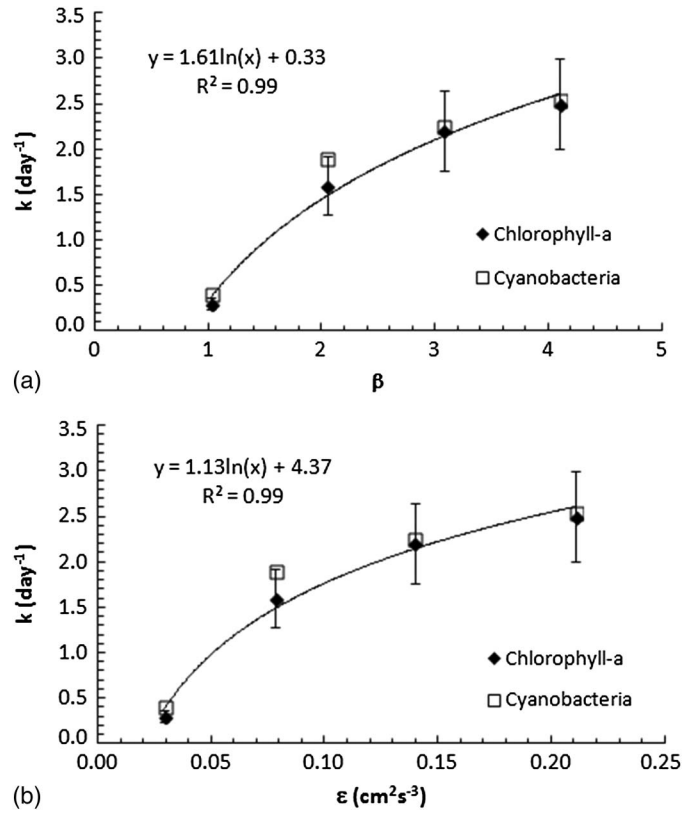 3.5
y = 1.61ln(x) + 0.33
3.0
R² = 0.99
2.5
2.0
k (day⁻¹)
1.5
1.0
Chlorophyll-a
0.5
Cyanobacteria
0.0
0 1 2 3 4 5
(a)
β
3.5
y = 1.13ln(x) + 4.37
3.0
R² = 0.99
2.5
2.0
k (day⁻¹)
1.5
1.0
Chlorophyll-a
0.5
Cyanobacteria
0.0
0.00 0.05 0.10 0.15 0.20 0.25
(b)
ε (cm²s⁻³)